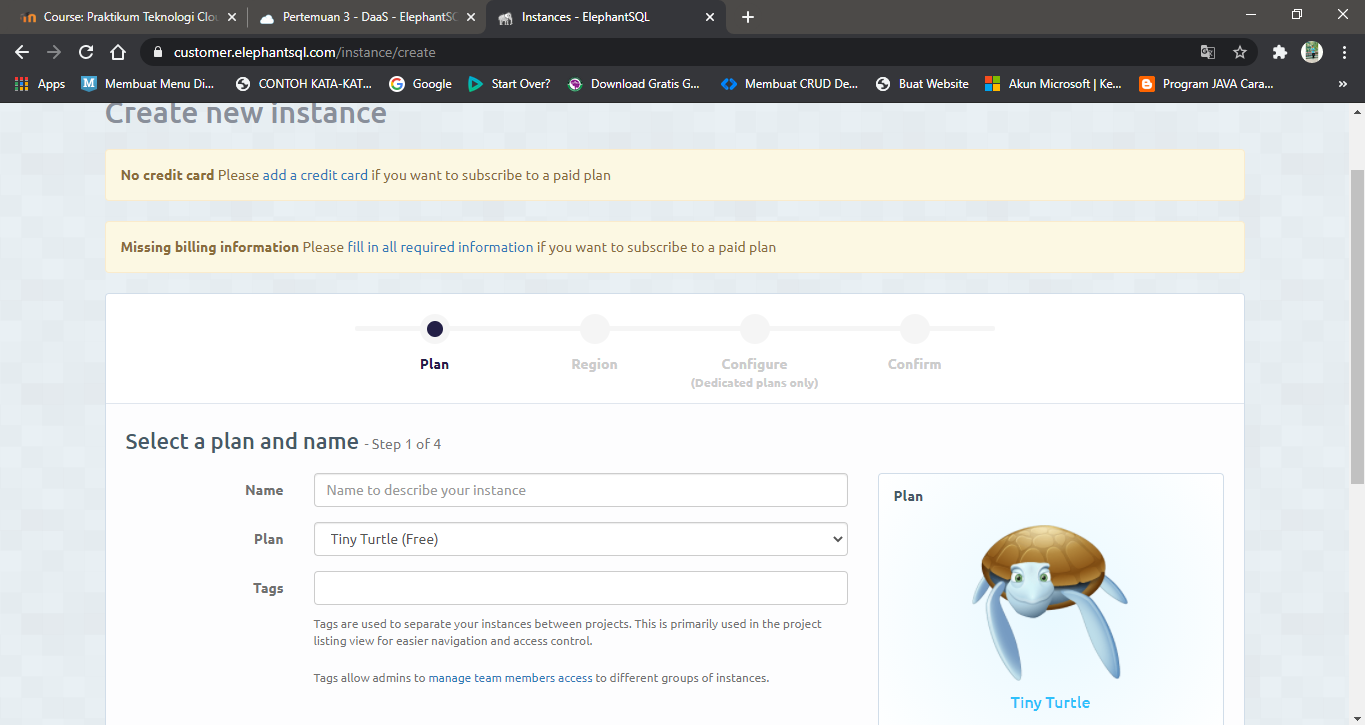 Course: Praktikum Teknologi Clou
Pertemuan 3 - DaaS - ElephantSQ
Instances - ElephantSQL
customer.elephantsql.com/instance/create
Apps
Membuat Menu Di...
CONTOH KATA-KAT...
Google
Start Over?
Download Gratis G...
Membuat CRUD De...
Buat Website
Akun Microsoft | Ke...
Program JAVA Cara...
»
Create new instance
No credit card Please add a credit card if you want to subscribe to a paid plan
Missing billing information Please fill in all required information if you want to subscribe to a paid plan
Plan
Region
Configure
(Dedicated plans only)
Confirm
Select a plan and name - Step 1 of 4
Name
Name to describe your instance
Plan
Tiny Turtle (Free)
Tags
Tags are used to separate your instances between projects. This is primarily used in the project
listing view for easier navigation and access control.
Tags allow admins to manage team members access to different groups of instances.
Plan
Tiny Turtle